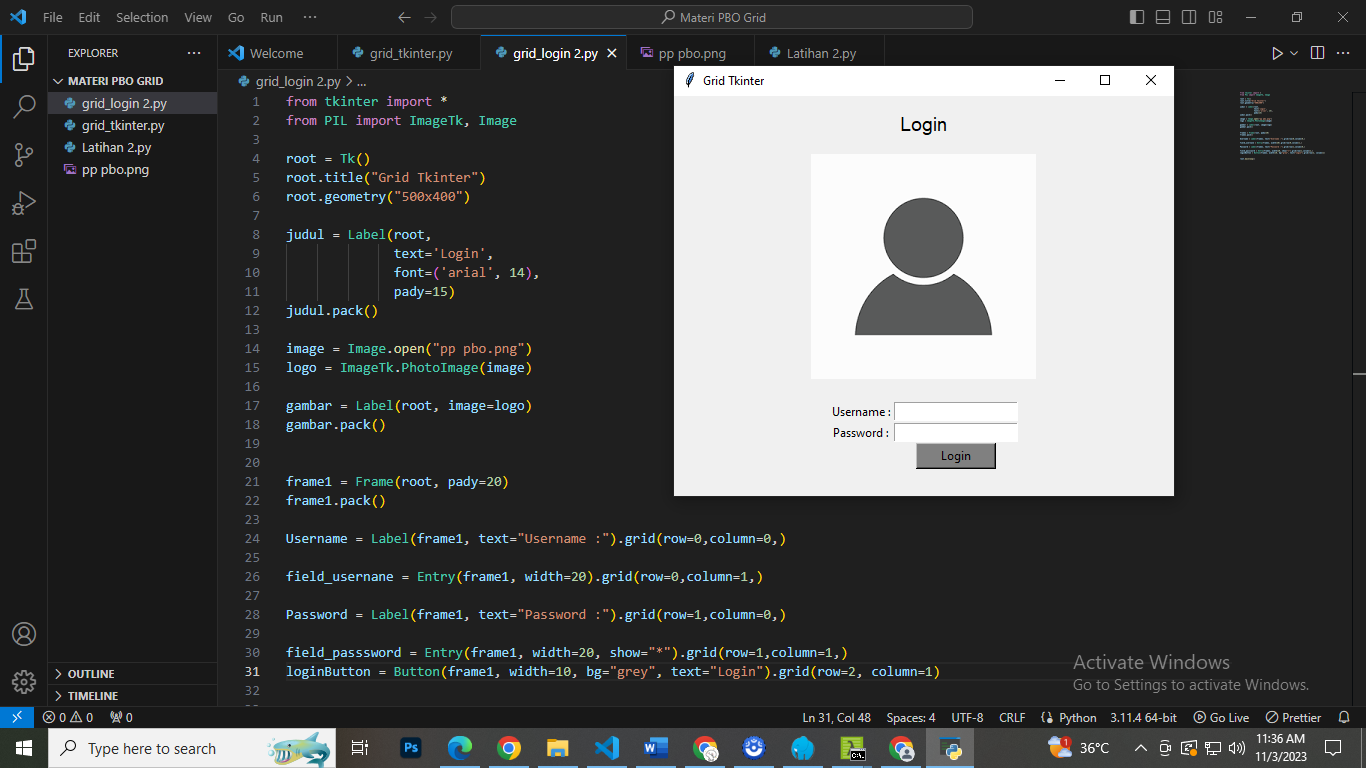 File Edit Selection View Go Run ··· Materi PBO Grid
EXPLORER ···
MATERI PBO GRID
grid_login 2.py
grid_tkinter.py
Latihan 2.py
pp pbo.png
OUTLINE
TIMELINE
Welcome grid_tkinter.py grid_login 2.py pp pbo.png Latihan 2.py
grid_login 2.py > ...
1 from tkinter import *
2 from PIL import ImageTk, Image
3
4 root = Tk()
5 root.title("Grid Tkinter")
6 root.geometry("500x400")
7
8 judul = Label(root,
9 text='Login',
10 font=('arial', 14),
11 pady=15)
12 judul.pack()
13
14 image = Image.open("pp pbo.png")
15 logo = ImageTk.PhotoImage(image)
16
17 gambar = Label(root, image=logo)
18 gambar.pack()
19
20
21 frame1 = Frame(root, pady=20)
22 frame1.pack()
23
24 Username = Label(frame1, text="Username :").grid(row=0,column=0,)
25
26 field_usernane = Entry(frame1, width=20).grid(row=0,column=1,)
27
28 Password = Label(frame1, text="Password :").grid(row=1,column=0,)
29
30 field_passsword = Entry(frame1, width=20, show="*").grid(row=1,column=1,)
31 loginButton = Button(frame1, width=10, bg="grey", text="Login").grid(row=2, column=1)
32
Grid Tkinter
Login
Username :
Password :
Login
Activate Windows
Go to Settings to activate Windows.
0 0 0 Ln 31, Col 48 Spaces: 4 UTF-8 CRLF Python 3.11.4 64-bit Go Live Prettier
Type here to search Ps 1 36°C 11:36 AM
11/3/2023